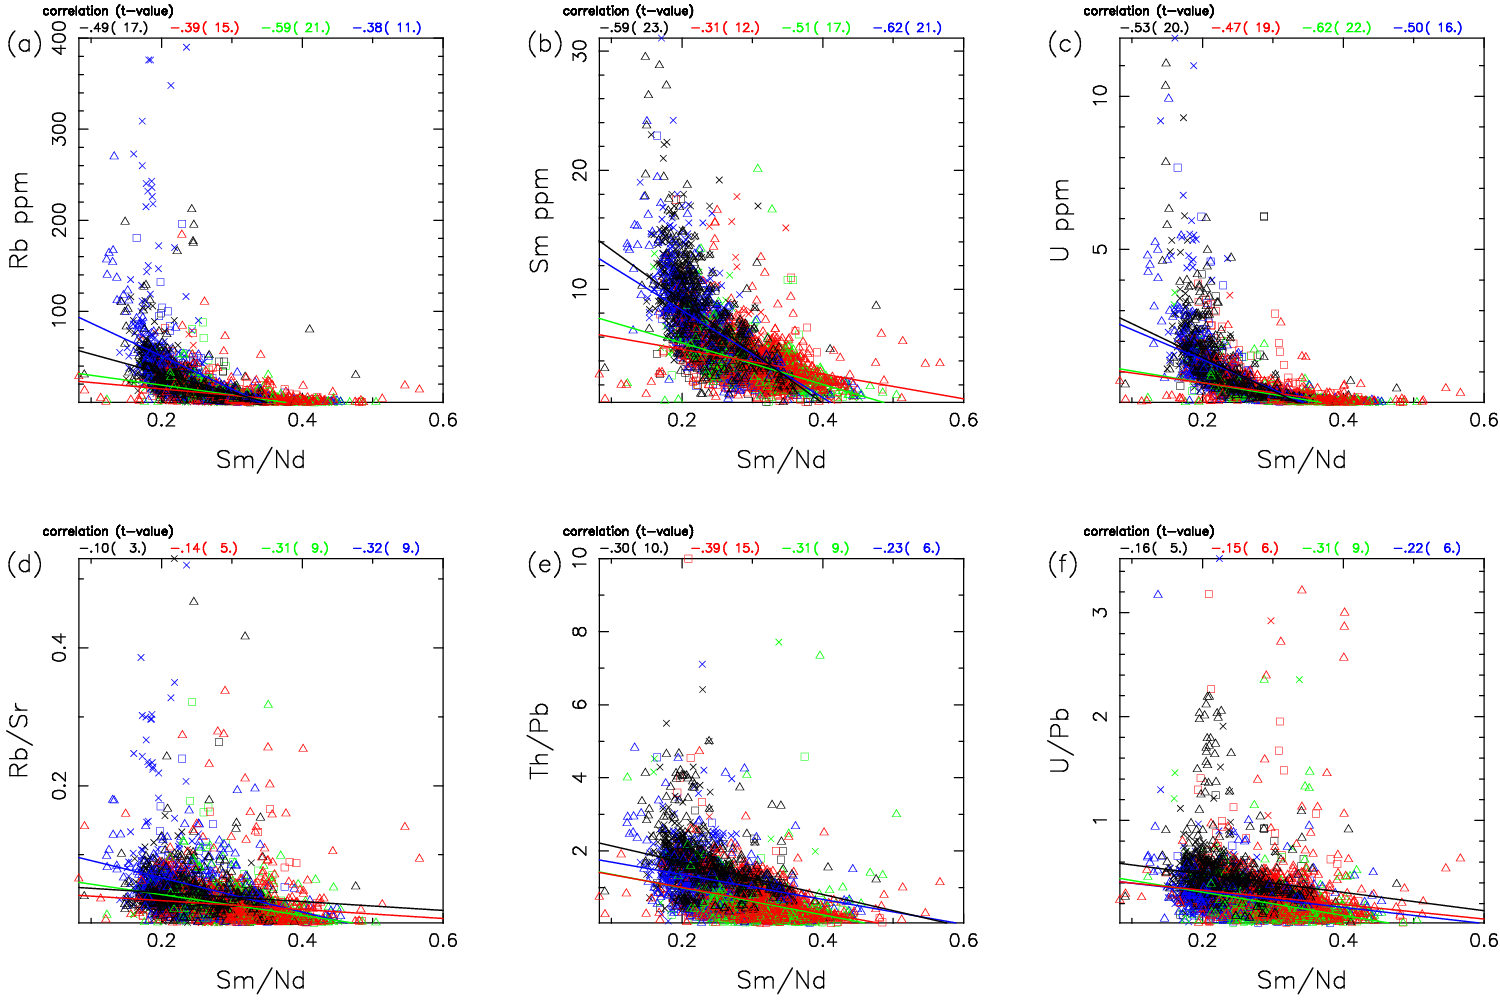 correlation (t-value)
-.49( 17.) -.39( 15.) -.59( 21.) -.38( 11.)
(a)
400
300
200
100
Rb ppm
0.2 0.4 0.6
Sm/Nd
correlation (t-value)
-.59( 23.) -.31( 12.) -.51( 17.) -.62( 21.)
(b)
30
20
10
Sm ppm
0.2 0.4 0.6
Sm/Nd
correlation (t-value)
-.53( 20.) -.47( 19.) -.62( 22.) -.50( 16.)
(c)
10
5
U ppm
0.2 0.4 0.6
Sm/Nd
correlation (t-value)
-.10( 3.) -.14( 5.) -.31( 9.) -.32( 9.)
(d)
0.4
0.2
Rb/Sr
0.2 0.4 0.6
Sm/Nd
correlation (t-value)
-.30( 10.) -.39( 15.) -.31( 9.) -.23( 6.)
(e)
10
8
6
4
2
Th/Pb
0.2 0.4 0.6
Sm/Nd
correlation (t-value)
-.16( 5.) -.15( 6.) -.31( 9.) -.22( 6.)
(f)
3
2
1
U/Pb
0.2 0.4 0.6
Sm/Nd